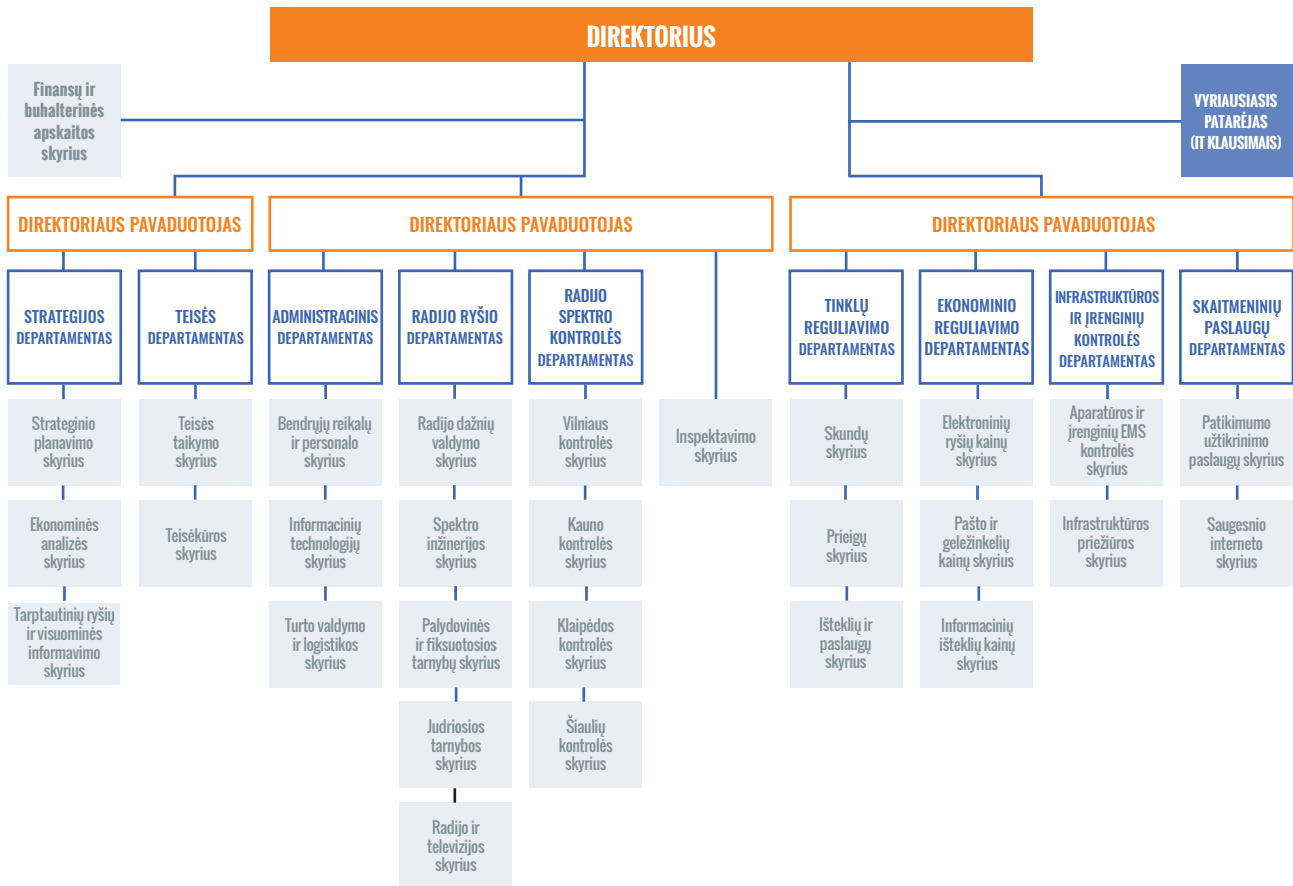 DIREKTORIUS
Finansų ir
buhalterinės
apskaitos
skyrius
VYRIAUSIASIS
PATARĖJAS
(IT KLAUSIMAIS)
DIREKTORIAUS PAVADUOTOJAS
DIREKTORIAUS PAVADUOTOJAS
DIREKTORIAUS PAVADUOTOJAS
STRATEGIJOS
DEPARTAMENTAS
TEISĖS
DEPARTAMENTAS
ADMINISTRACINIS
DEPARTAMENTAS
RADIJO RYŠIO
DEPARTAMENTAS
RADIJO
SPEKTRO
KONTROLĖS
DEPARTAMENTAS
TINKLŲ
REGULIAVIMO
DEPARTAMENTAS
EKONOMINIO
REGULIAVIMO
DEPARTAMENTAS
INFRASTRUKTŪROS
IR ĮRENGINIŲ
KONTROLĖS
DEPARTAMENTAS
SKAITMENINIŲ
PASLAUGŲ
DEPARTAMENTAS
Strateginio
planavimo
skyrius
Teisės
taikymo
skyrius
Bendrųjų reikalų
ir personalo
skyrius
Radijo dažnių
valdymo
skyrius
Vilniaus
kontrolės
skyrius
Inspektavimo
skyrius
Skundų
skyrius
Elektroninių
ryšių kainų
skyrius
Aparatūros ir
įrenginių EMS
kontrolės
skyrius
Patikimumo
užtikrinimo
paslaugų skyrius
Ekonominės
analizės
skyrius
Teisėkūros
skyrius
Informacinių
technologijų
skyrius
Spektro
inžinerijos
skyrius
Kauno
kontrolės
skyrius
Prieigų
skyrius
Pašto ir
geležinkelių
kainų skyrius
Infrastruktūros
priežiūros
skyrius
Saugesnio
interneto
skyrius
Tarptautinių ryšių
ir visuominės
informavimo
skyrius
Turto valdymo
ir logistikos
skyrius
Palydovinės
ir fiksuotosios
tarnybų skyrius
Klaipėdos
kontrolės
skyrius
Išteklių ir
paslaugų
skyrius
Informacinių
išteklių kainų
skyrius
Judriosios
tarnybos
skyrius
Šiaulių
kontrolės
skyrius
Radijo ir
televizijos
skyrius